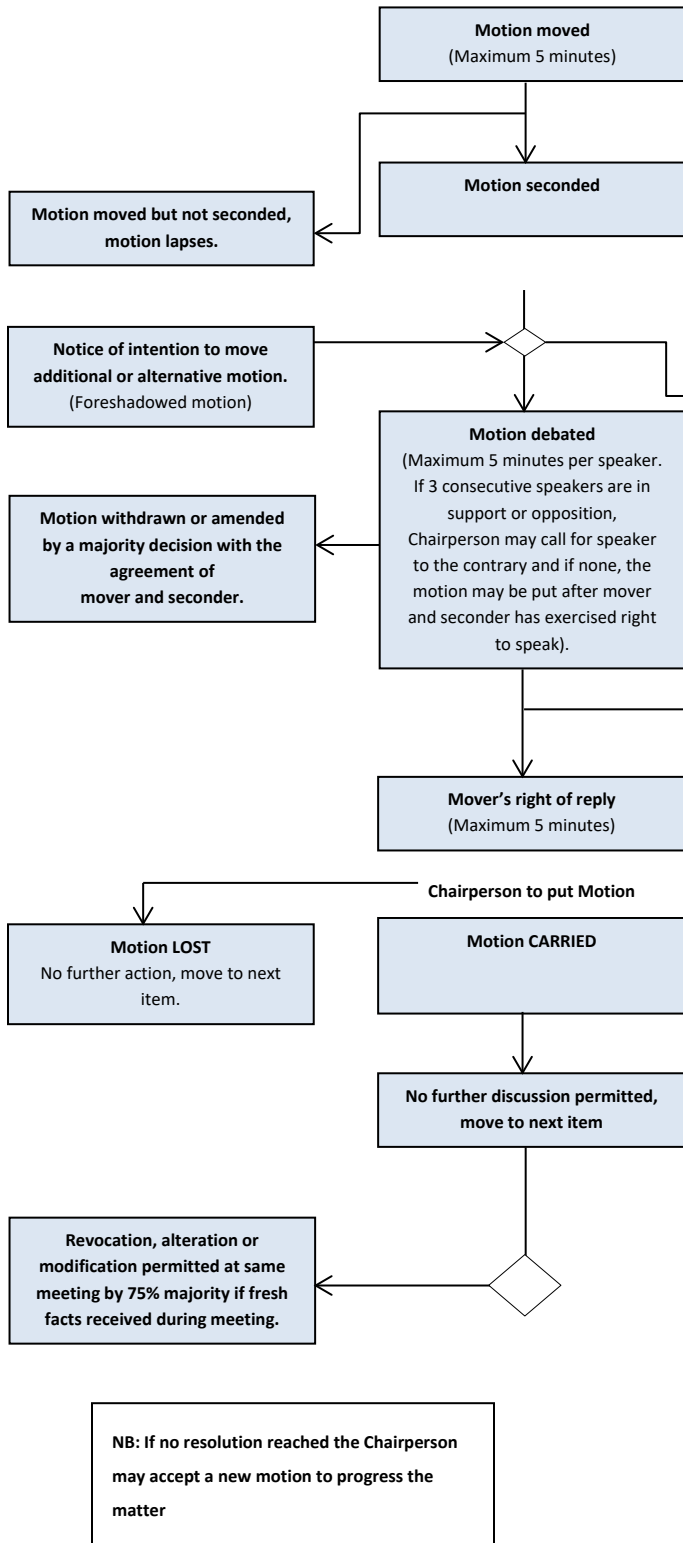 Motion moved
(Maximum 5 minutes)
Motion seconded
Motion moved but not seconded,
motion lapses.
Notice of intention to move
additional or alternative motion.
(Foreshadowed motion)
Motion debated
(Maximum 5 minutes per speaker.
If 3 consecutive speakers are in
support or opposition,
Chairperson may call for speaker
to the contrary and if none, the
motion may be put after mover
and seconder has exercised right
to speak).
Motion withdrawn or amended
by a majority decision with the
agreement of
mover and seconder.
Mover’s right of reply
(Maximum 5 minutes)
Chairperson to put Motion
Motion LOST
No further action, move to next
item.
Motion CARRIED
No further discussion permitted,
move to next item
Revocation, alteration or
modification permitted at same
meeting by 75% majority if fresh
facts received during meeting.
NB: If no resolution reached the Chairperson
may accept a new motion to progress the
matter